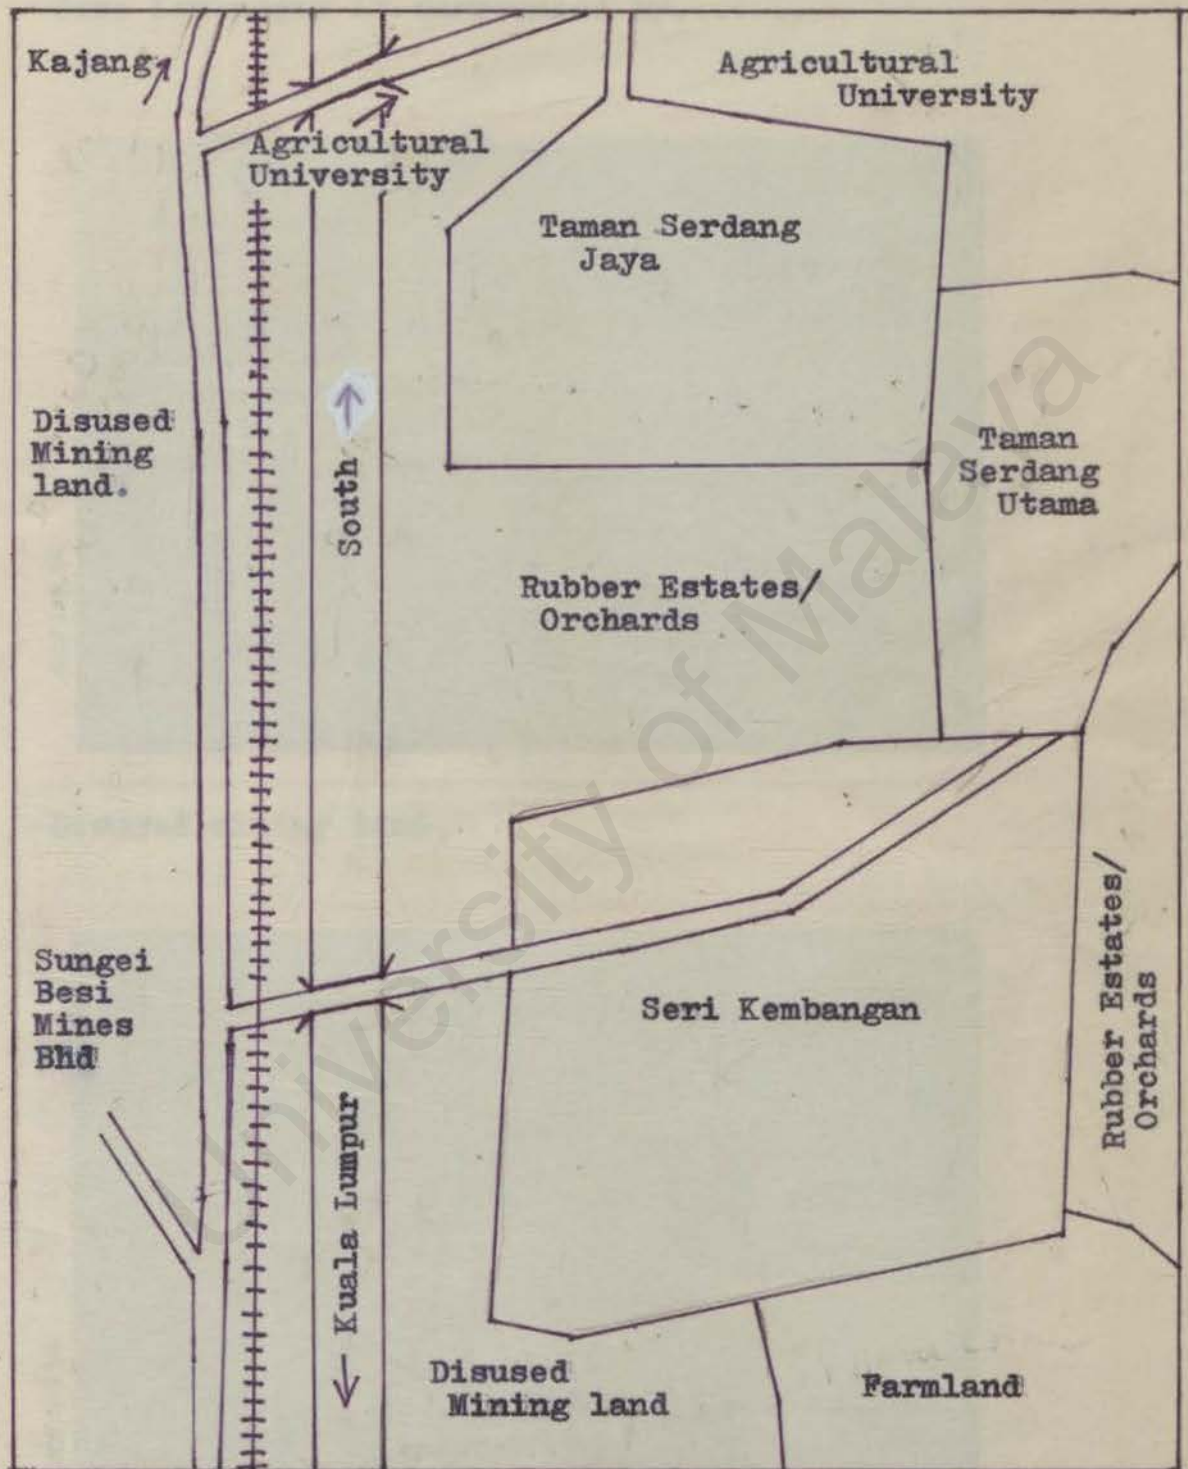 Kajang
Agricultural
University
Agricultural
University
Taman Serdang
Jaya
Disused
Mining
land.
South
Taman
Serdang
Utama
Rubber Estates/
Orchards
Sungei
Besi
Mines
Bhd
Seri Kembangan
Rubber Estates/
Orchards
Kuala Lumpur
Disused
Mining land
Farmland
University of Malaya